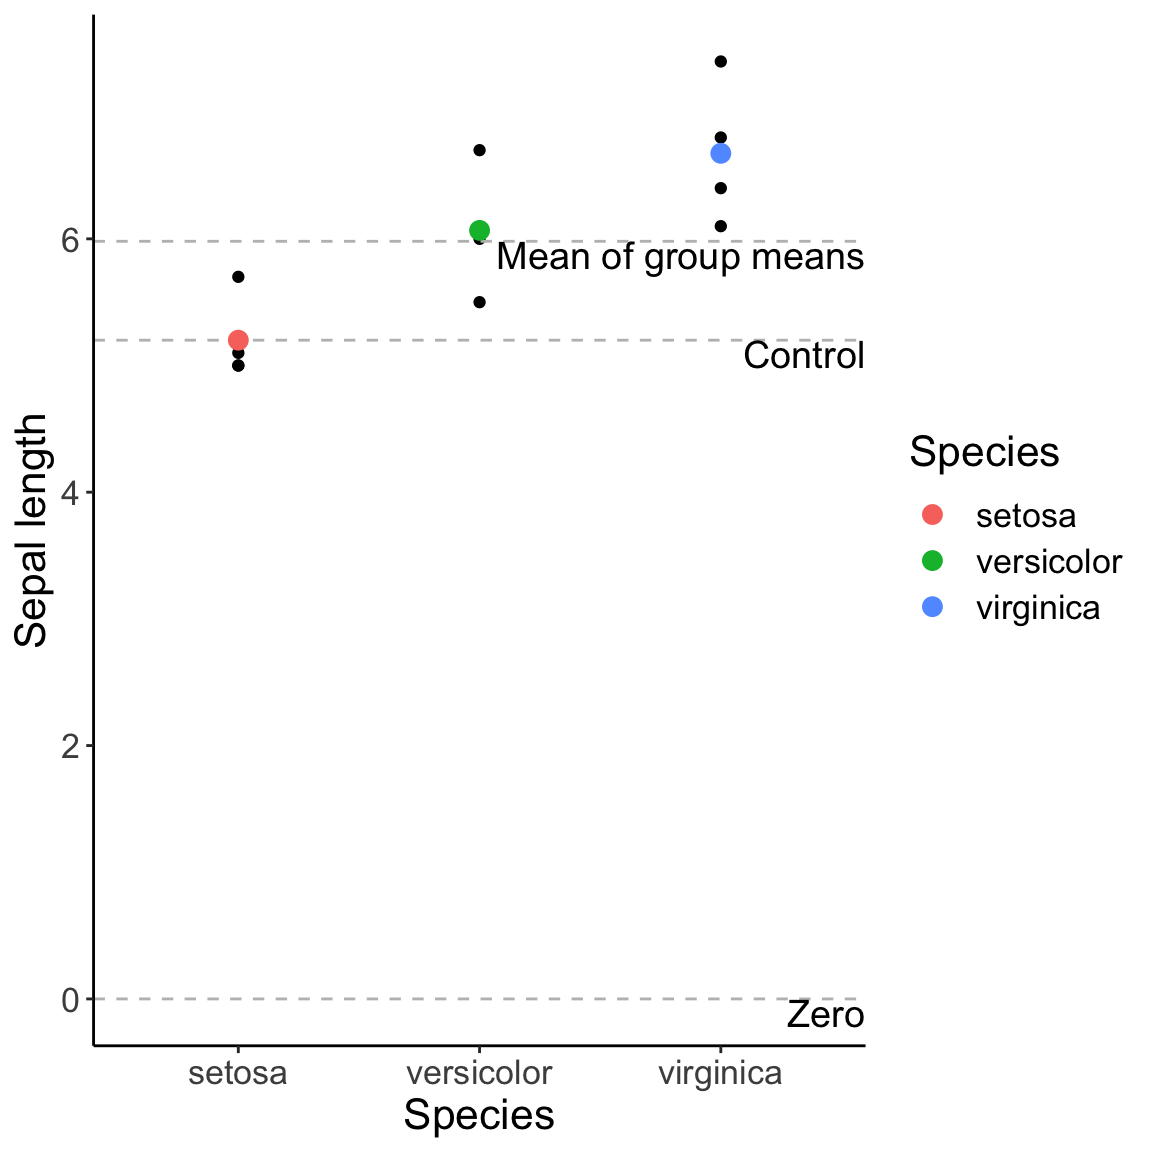 Sepal length
6
4
2
0
Mean of group means
Control
Zero
setosa
versicolor
virginica
Species
Species
setosa
versicolor
virginica